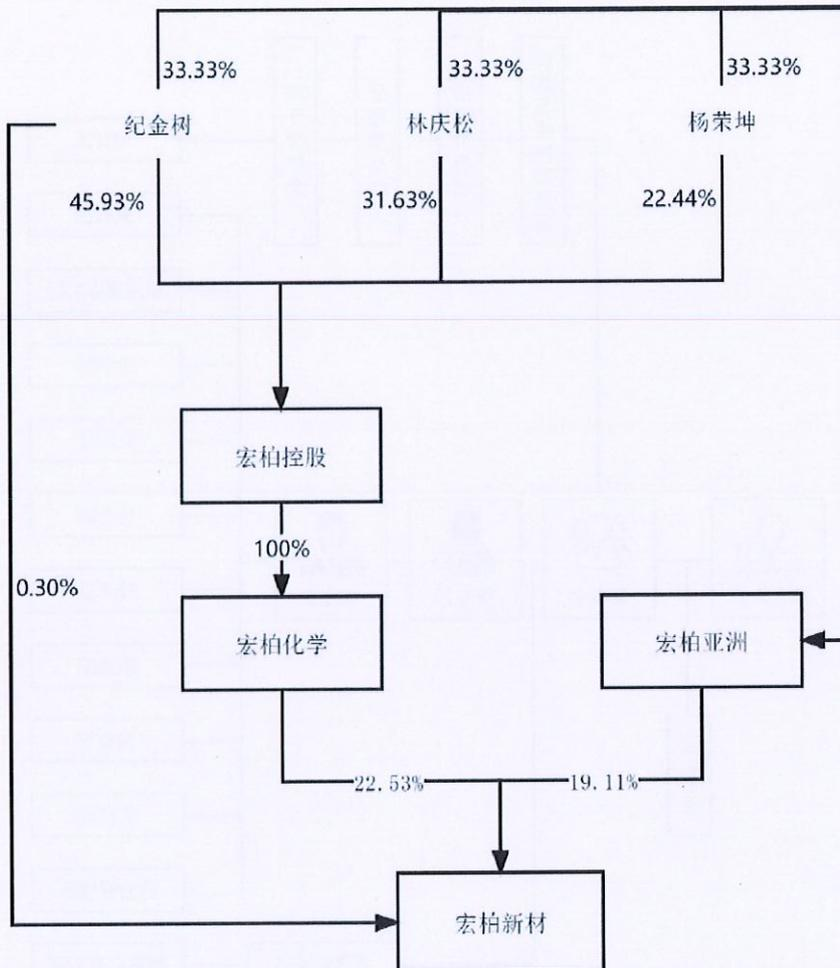 33.33%
33.33%
33.33%
纪金树
林庆松
杨荣坤
45.93%
31.63%
22.44%
宏柏控股
100%
0.30%
宏柏化学
宏柏亚洲
22.53%
19.11%
宏柏新材